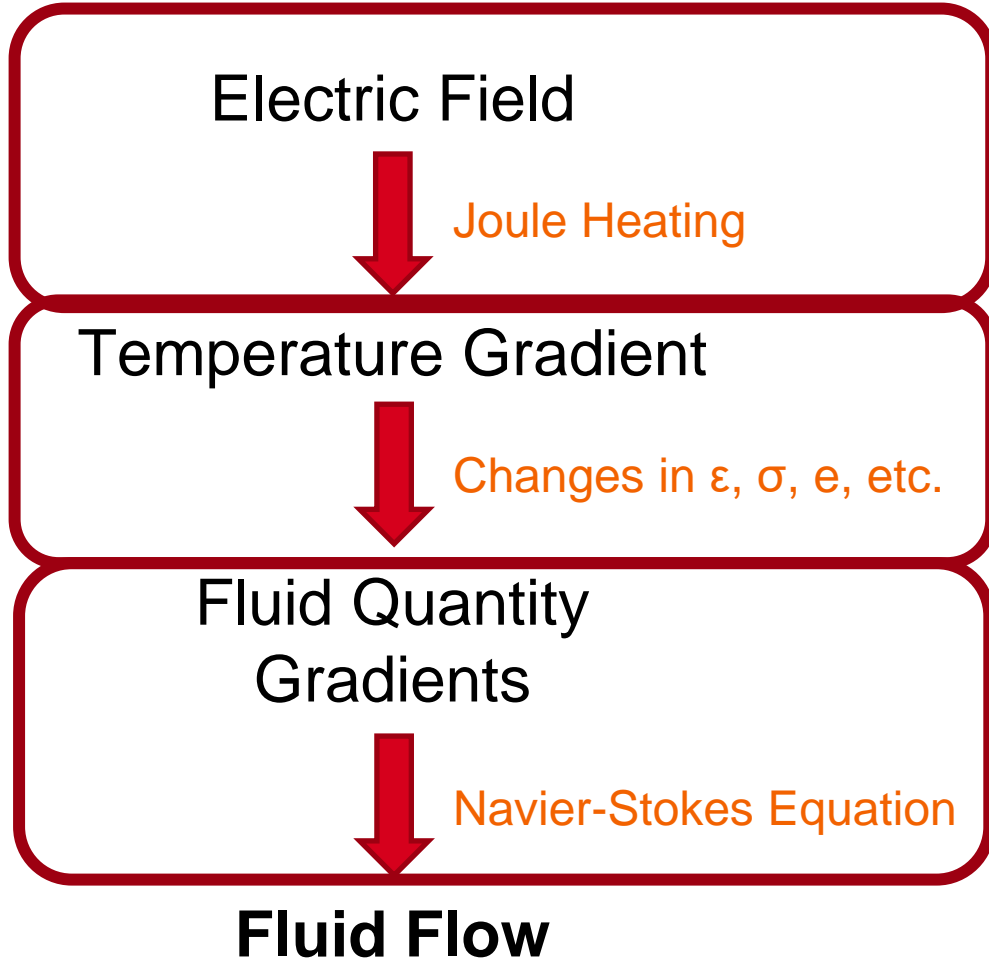 Electric Field
Joule Heating
Temperature Gradient
Changes in ε, σ, e, etc.
Fluid Quantity
Gradients
Navier-Stokes Equation
Fluid Flow